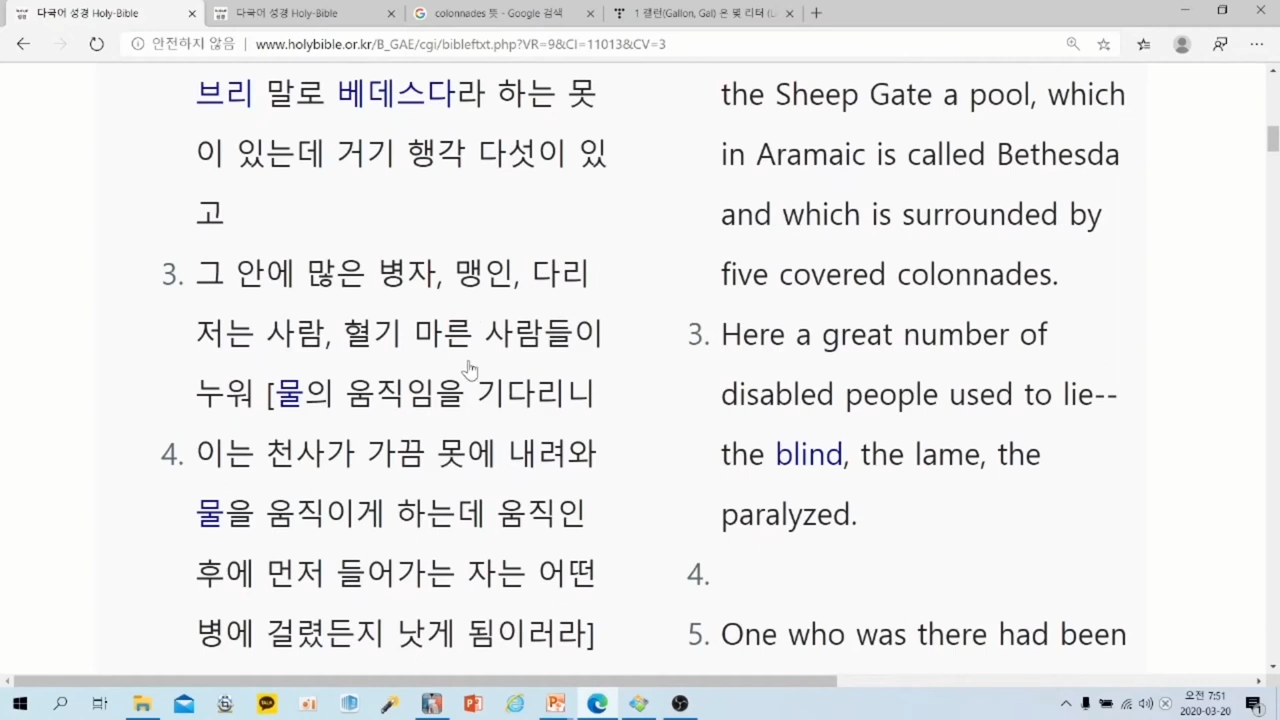 다국어 성경 Holy-Bible
다국어 성경 Holy-Bible
colonnades 뜻 - Google 검색
1 갤런(Gallon, Gal) 은 몇 리터 (L
안전하지 않음
www.holybible.or.kr/B_GAE/cgi/bibleftxt.php?VR=9&CI=11013&CV=3
브리 말로 베데스다라 하는 못
이 있는데 거기 행각 다섯이 있
고
3. 그 안에 많은 병자, 맹인, 다리
저는 사람, 혈기 마른 사람들이
누워 [물의 움직임을 기다리니
4. 이는 천사가 가끔 못에 내려와
물을 움직이게 하는데 움직인
후에 먼저 들어가는 자는 어떤
병에 걸렸든지 낫게 됨이러라]
the Sheep Gate a pool, which
in Aramaic is called Bethesda
and which is surrounded by
five covered colonnades.
3. Here a great number of
disabled people used to lie--
the blind, the lame, the
paralyzed.
4.
5. One who was there had been
오전 7:51
2020-03-20